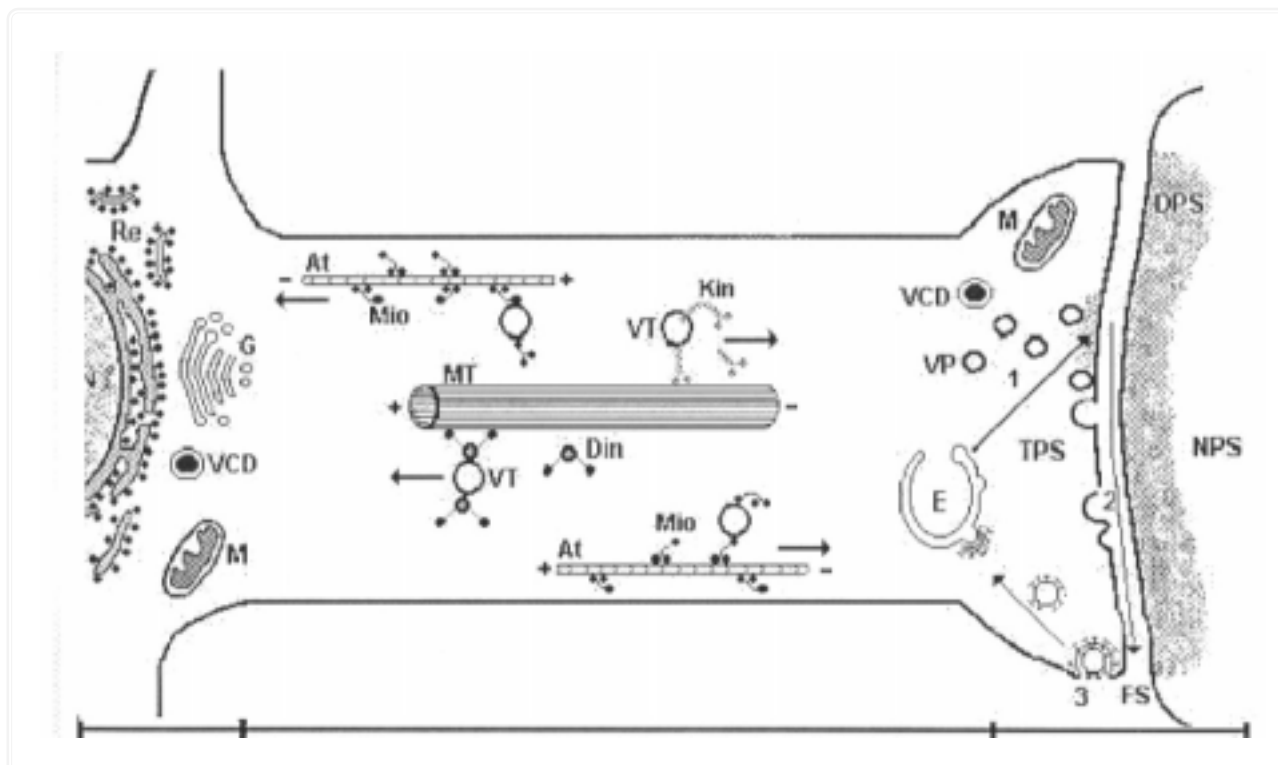 M
DPS
Re
At
- +
Kin
VCD
Mio
VT
G
VP
1
MT
+ -
TPS
NPS
Din
VCD
VT
E
2
Mio
M
At
+ -
3 FS